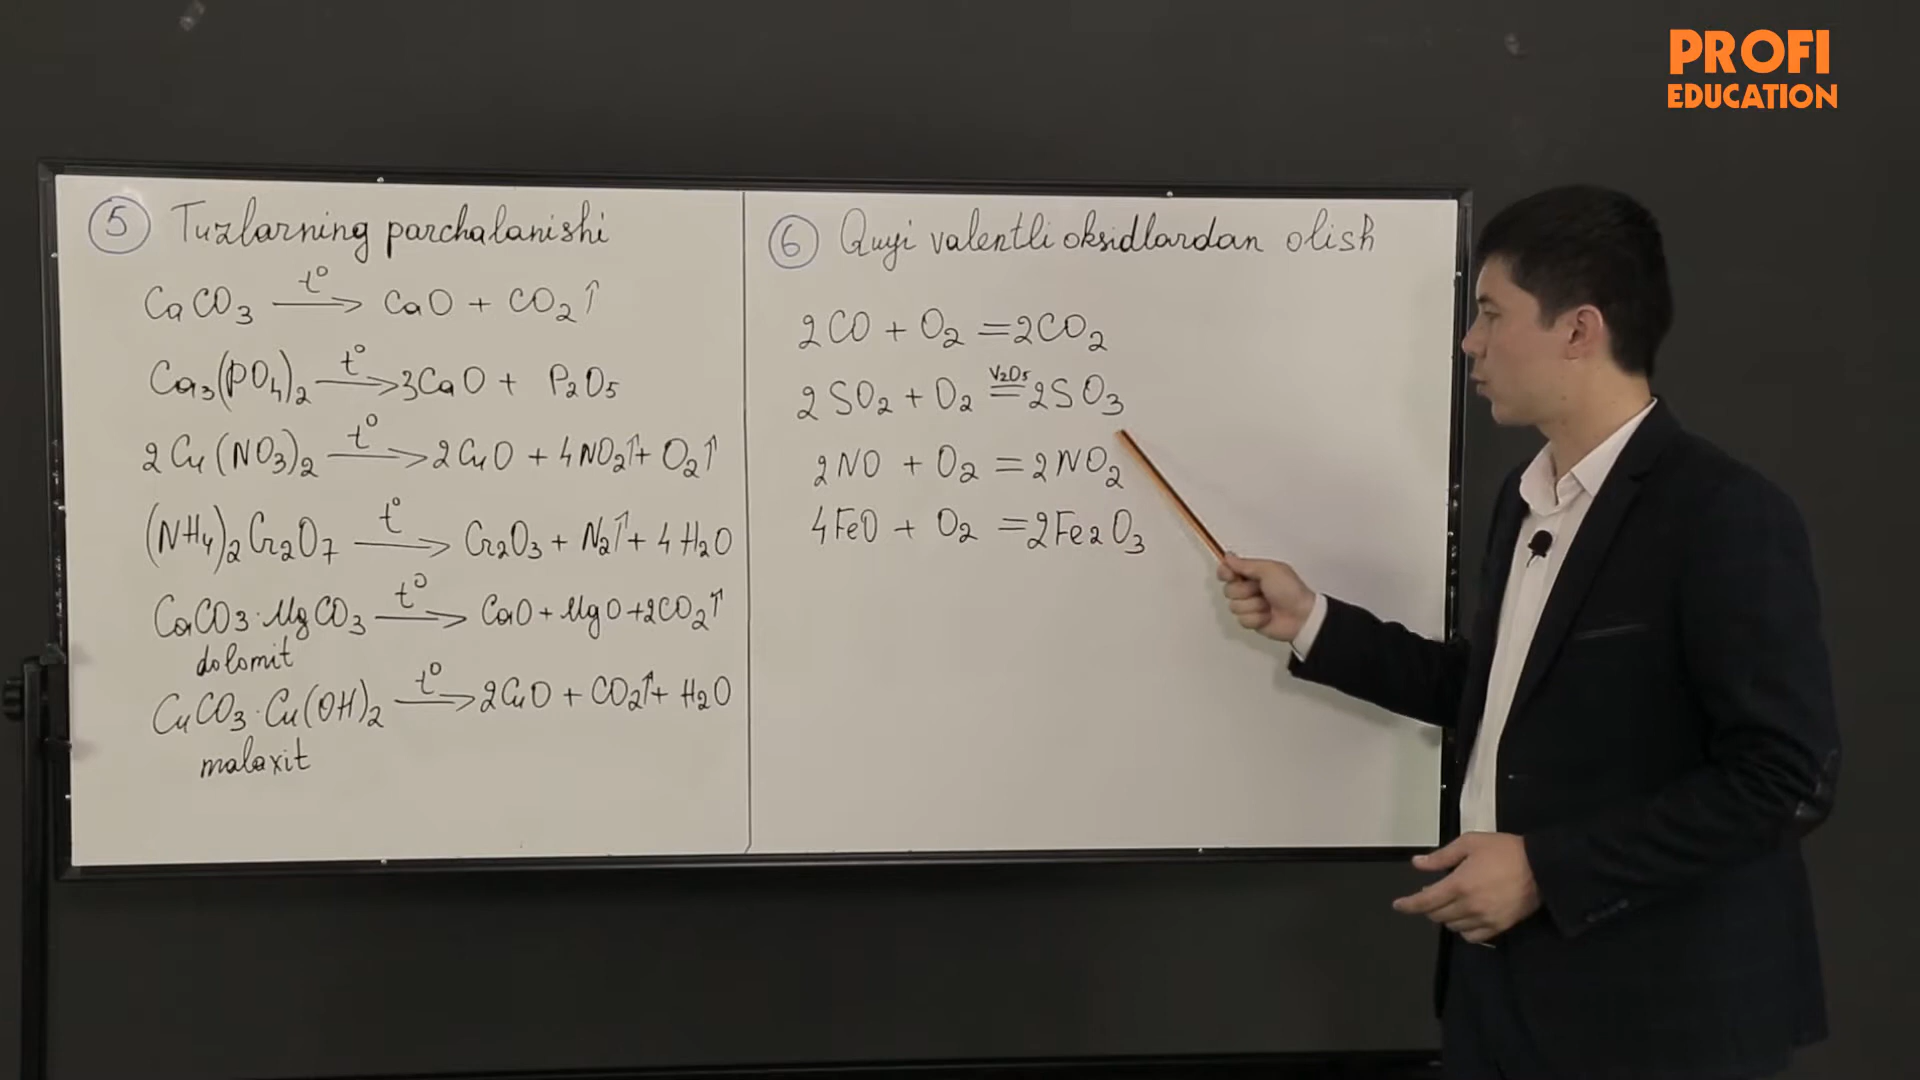 PROFI
EDUCATION
5 Tuzlarning parchalanishi
CaCO3 t° → CaO + CO2↑
Ca3(PO4)2 t° → 3CaO + P2O5
2Cu(NO3)2 t° → 2CuO + 4NO2↑ + O2↑
(NH4)2Cr2O7 t° → Cr2O3 + N2↑ + 4H2O
CaCO3·MgCO3 t° → CaO + MgO + 2CO2↑
dolomit
CuCO3·Cu(OH)2 t° → 2CuO + CO2↑ + H2O
malaxit
6 Quyi valentli oksidlardan olish
2CO + O2 = 2CO2
2SO2 + O2 V2O5 = 2SO3
2NO + O2 = 2NO2
4FeO + O2 = 2Fe2O3